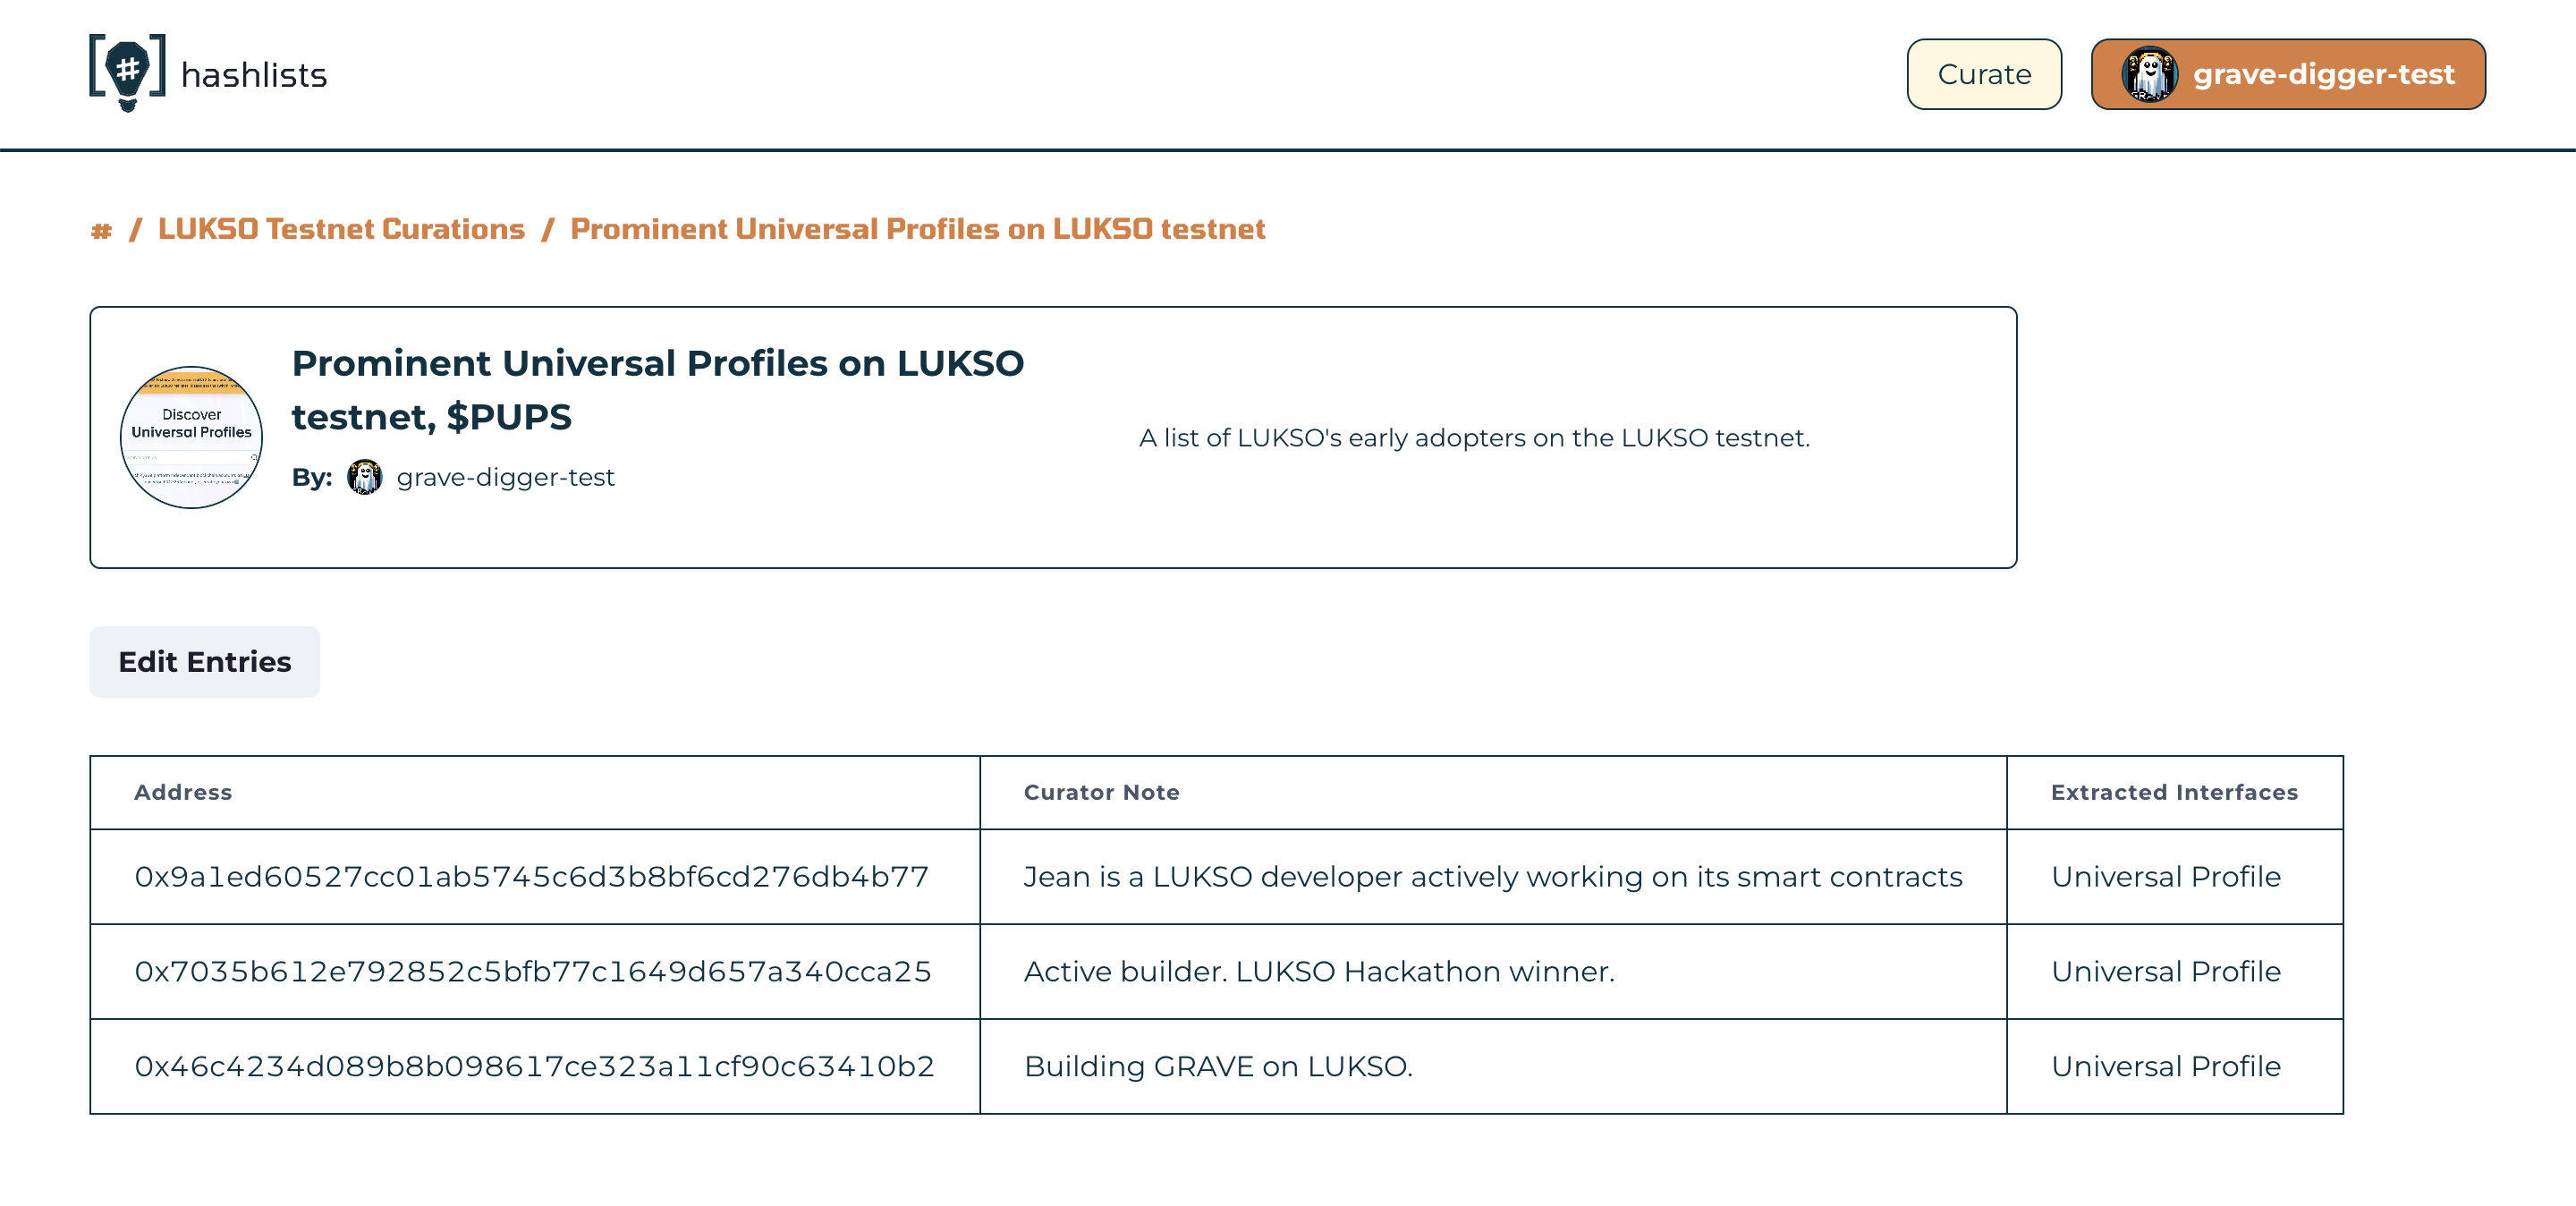 # hashlists
Curate
grave-digger-test
# / LUKSO Testnet Curations / Prominent Universal Profiles on LUKSO testnet
Discover
Universal Profiles
Prominent Universal Profiles on LUKSO
testnet, $PUPS
By: grave-digger-test
A list of LUKSO's early adopters on the LUKSO testnet.
Edit Entries
Address Curator Note Extracted Interfaces
0x9a1ed60527cc01ab5745c6d3b8bf6cd276db4b77 Jean is a LUKSO developer actively working on its smart contracts Universal Profile
0x7035b612e792852c5bfb77c1649d657a340cca25 Active builder. LUKSO Hackathon winner. Universal Profile
0x46c4234d089b8b098617ce323a11cf90c63410b2 Building GRAVE on LUKSO. Universal Profile